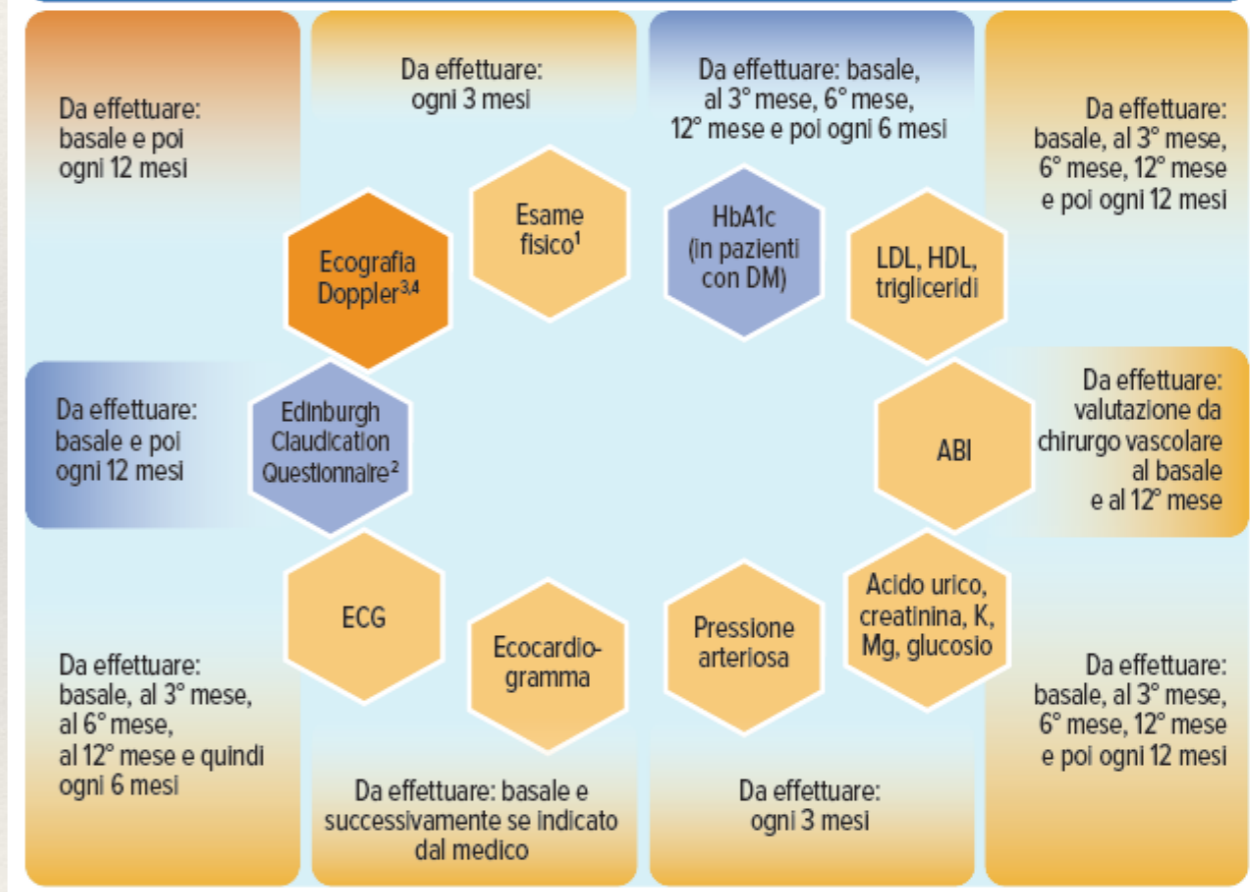 Da effettuare:
basale e poi
ogni 12 mesi
Da effettuare:
ogni 3 mesi
Da effettuare: basale,
al 3° mese, 6° mese,
12° mese e poi ogni 6 mesi
Da effettuare:
basale, al 3° mese,
6° mese, 12° mese
e poi ogni 12 mesi
Ecografia
Doppler³,⁴
Esame
fisico¹
HbA1c
(in pazienti
con DM)
LDL, HDL,
trigliceridi
Da effettuare:
basale e poi
ogni 12 mesi
Edinburgh
Claudication
Questionnaire²
ABI
Da effettuare:
valutazione da
chirurgo vascolare
al basale
e al 12° mese
ECG
Ecocardio-
gramma
Pressione
arteriosa
Acido urico,
creatinina, K,
Mg, glucosio
Da effettuare:
basale, al 3° mese,
al 6° mese,
al 12° mese e quindi
ogni 6 mesi
Da effettuare: basale e
successivamente se indicato
dal medico
Da effettuare:
ogni 3 mesi
Da effettuare:
basale, al 3° mese,
6° mese, 12° mese
e poi ogni 12 mesi